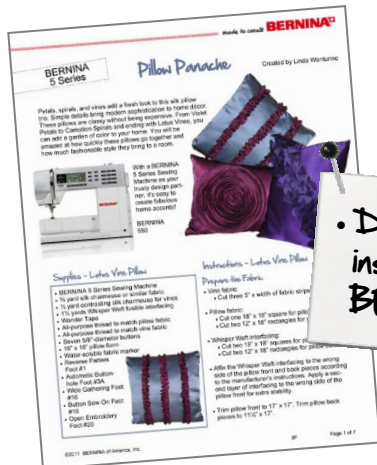 made to create BERNINA
BERNINA
5 Series
Pillow Panache
Created by Linda Wenturine
Petals, spirals, and vines add a fresh look to this silk pillow
trio. Simple details bring modern sophistication to home décor.
These pillows are classy without being expensive. From Violet
Petals to Carnation Spirals and ending with Lotus Vines, you
can add a garden of color to your home. You will be
amazed at how quickly these pillows go together and
how much fashionable style they bring to a room.
With a BERNINA
5 Series Sewing
Machine as your
trusty design part-
ner, it's easy to
create fabulous
home accents!
BERNINA
550
Supplies - Lotus Vine Pillow
• BERNINA 5 Series Sewing Machine
• ¾ yard silk charmeuse or similar fabric
• ½ yard contrasting silk charmeuse for vines
• 1½ yards Whisper Weft fusible interfacing
• Wonder Tape
• All-purpose thread to match pillow fabric
• All-purpose thread to match vine fabric
• Seven 5/8"-diameter buttons
• 16" x 16" pillow form
• Water-soluble fabric marker
• Reverse Pattern
Foot #1
• Automatic Button-
hole Foot #3A
• Wide Gathering Foot
#16
• Button Sew-On Foot
#18
• Open Embroidery
Foot #20
Instructions - Lotus Vine Pillow
Prepare the Fabric
• Vine fabric:
• Cut three 5" x width of fabric strips
• Pillow fabric:
• Cut one 18" x 18" square for pillow
• Cut two 12" x 18" rectangles for
• Whisper Weft interfacing:
• Cut two 18" x 18" squares for
• Cut two 12" x 18" rectangles for
• Affix the Whisper Weft interfacing to the wrong
side of the pillow front and back pieces according
to the manufacturer's instructions. Apply a sec-
ond layer of interfacing to the wrong side of the
pillow front for extra stability.
• Trim pillow front to 17" x 17". Trim pillow back
pieces to 11½" x 17".
©2011 BERNINA of America, Inc.
Page 1 of 7
• D
ins
BE